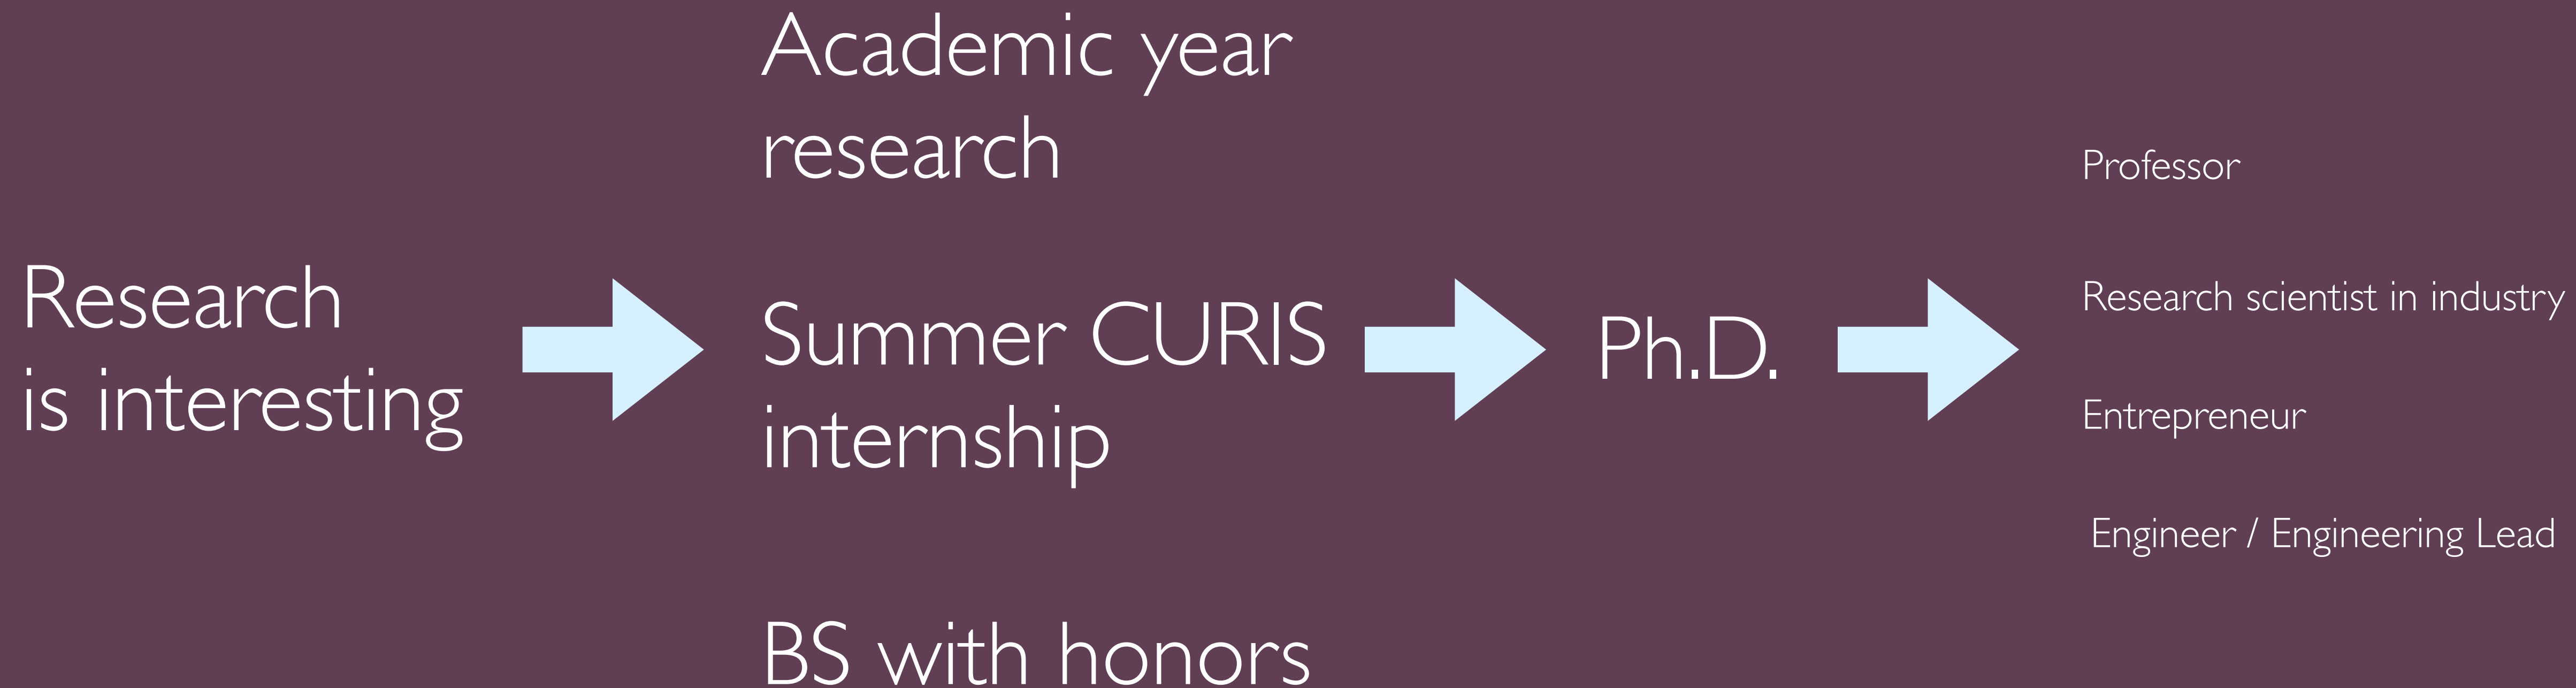 Research
is interesting
Academic year
research
Summer CURIS
internship
BS with honors
Ph.D.
Professor
Research scientist in industry
Entrepreneur
Engineer / Engineering Lead